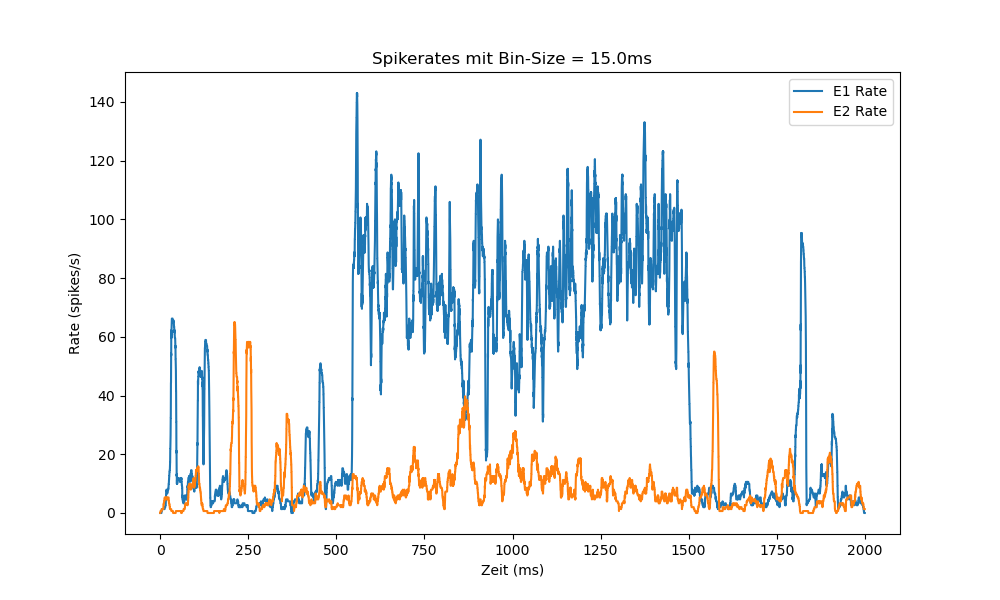 Spikerates mit Bin-Size = 15.0ms
E1 Rate
E2 Rate
140
120
100
80
60
40
20
0
Rate (spikes/s)
0 250 500 750 1000 1250 1500 1750 2000
Zeit (ms)